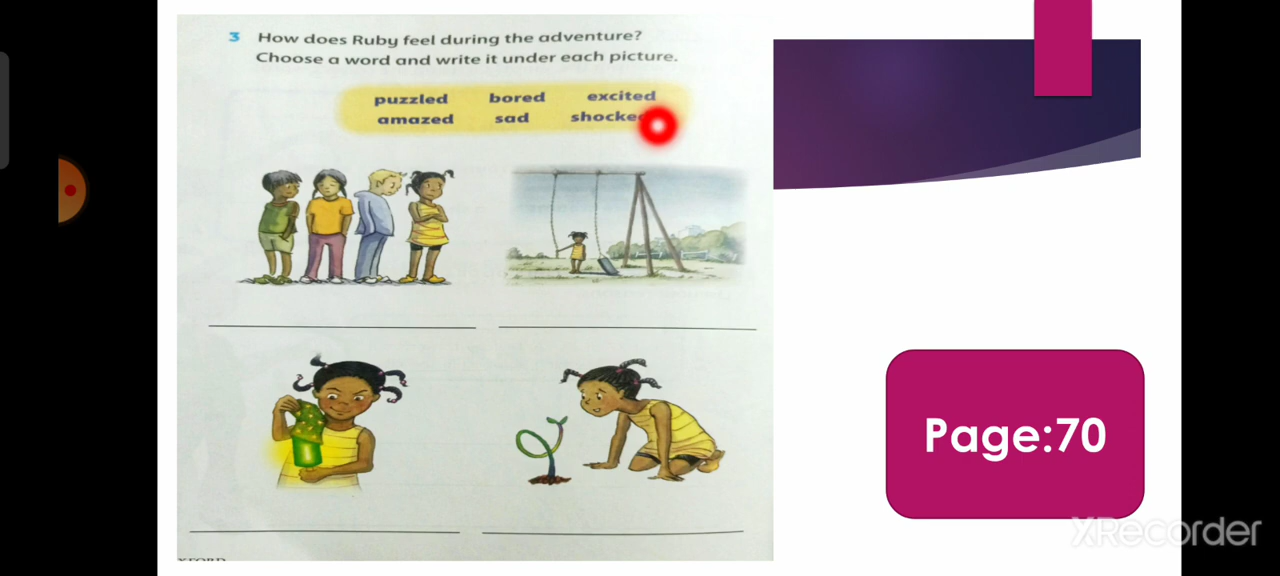 3 How does Ruby feel during the adventure?
Choose a word and write it under each picture.
puzzled bored excited
amazed sad shocke
Page:70
XRecorder